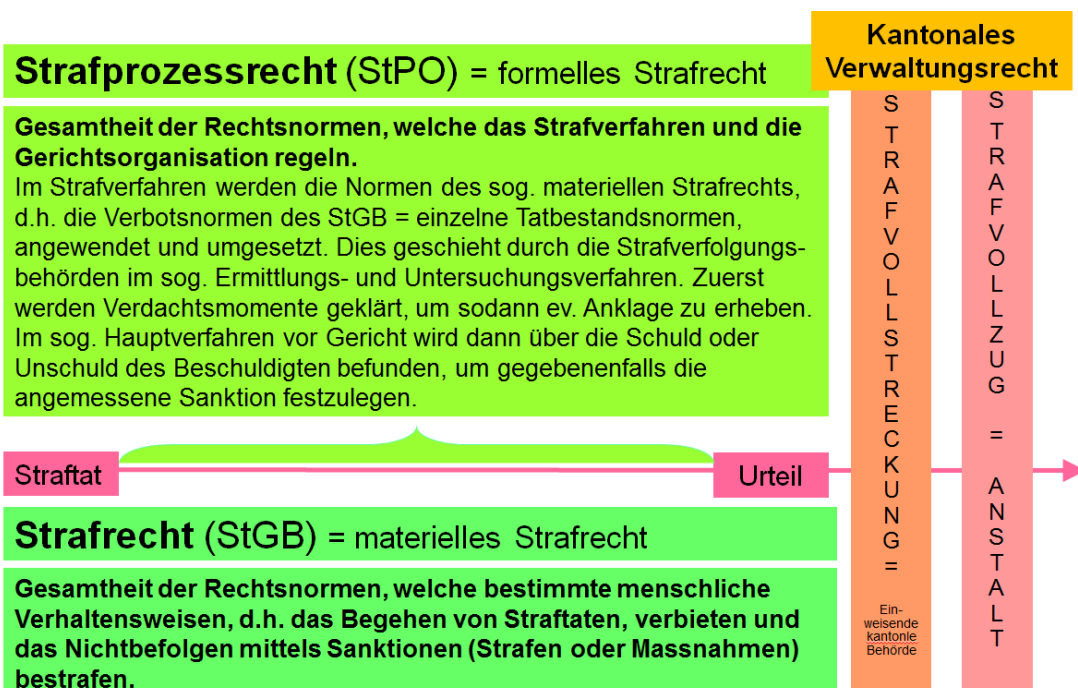 Kantonales
Verwaltungsrecht
Strafprozessrecht (StPO) = formelles Strafrecht
Gesamtheit der Rechtsnormen, welche das Strafverfahren und die
Gerichtsorganisation regeln.
Im Strafverfahren werden die Normen des sog. materiellen Strafrechts,
d.h. die Verbotsnormen des StGB = einzelne Tatbestandsnormen,
angewendet und umgesetzt. Dies geschieht durch die Strafverfolgungs-
behörden im sog. Ermittlungs- und Untersuchungsverfahren. Zuerst
werden Verdachtsmomente geklärt, um sodann ev. Anklage zu erheben.
Im sog. Hauptverfahren vor Gericht wird dann über die Schuld oder
Unschuld des Beschuldigten befunden, um gegebenenfalls die
angemessene Sanktion festzulegen.
Straftat
Urteil
Strafrecht (StGB) = materielles Strafrecht
Gesamtheit der Rechtsnormen, welche bestimmte menschliche
Verhaltensweisen, d.h. das Begehen von Straftaten, verbieten und
das Nichtbefolgen mittels Sanktionen (Strafen oder Massnahmen)
bestrafen.
STRAFVOLLSTRECKUNG=
Ein-
weisende
kantonle
Behörde
STRAFVOLLZUG = ANSTALT